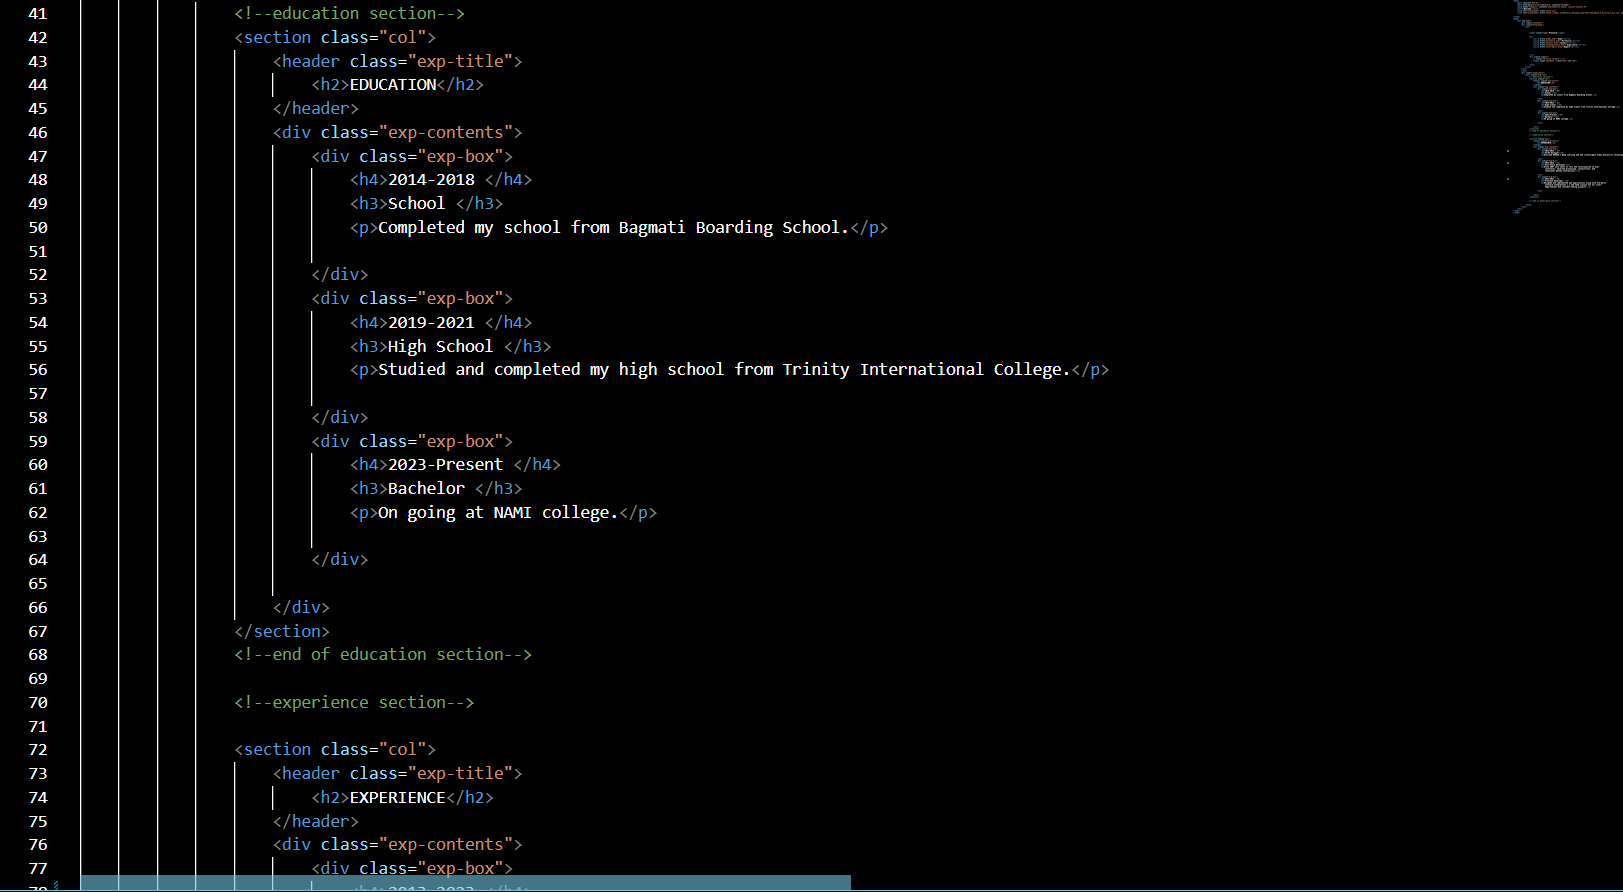 41 <!--education section-->
42 <section class="col">
43 <header class="exp-title">
44 <h2>EDUCATION</h2>
45 </header>
46 <div class="exp-contents">
47 <div class="exp-box">
48 <h4>2014-2018 </h4>
49 <h3>School </h3>
50 <p>Completed my school from Bagmati Boarding School.</p>
51
52 </div>
53 <div class="exp-box">
54 <h4>2019-2021 </h4>
55 <h3>High School </h3>
56 <p>Studied and completed my high school from Trinity International College.</p>
57
58 </div>
59 <div class="exp-box">
60 <h4>2023-Present </h4>
61 <h3>Bachelor </h3>
62 <p>On going at NAMI college.</p>
63
64 </div>
65
66 </div>
67 </section>
68 <!--end of education section-->
69
70 <!--experience section-->
71
72 <section class="col">
73 <header class="exp-title">
74 <h2>EXPERIENCE</h2>
75 </header>
76 <div class="exp-contents">
77 <div class="exp-box">